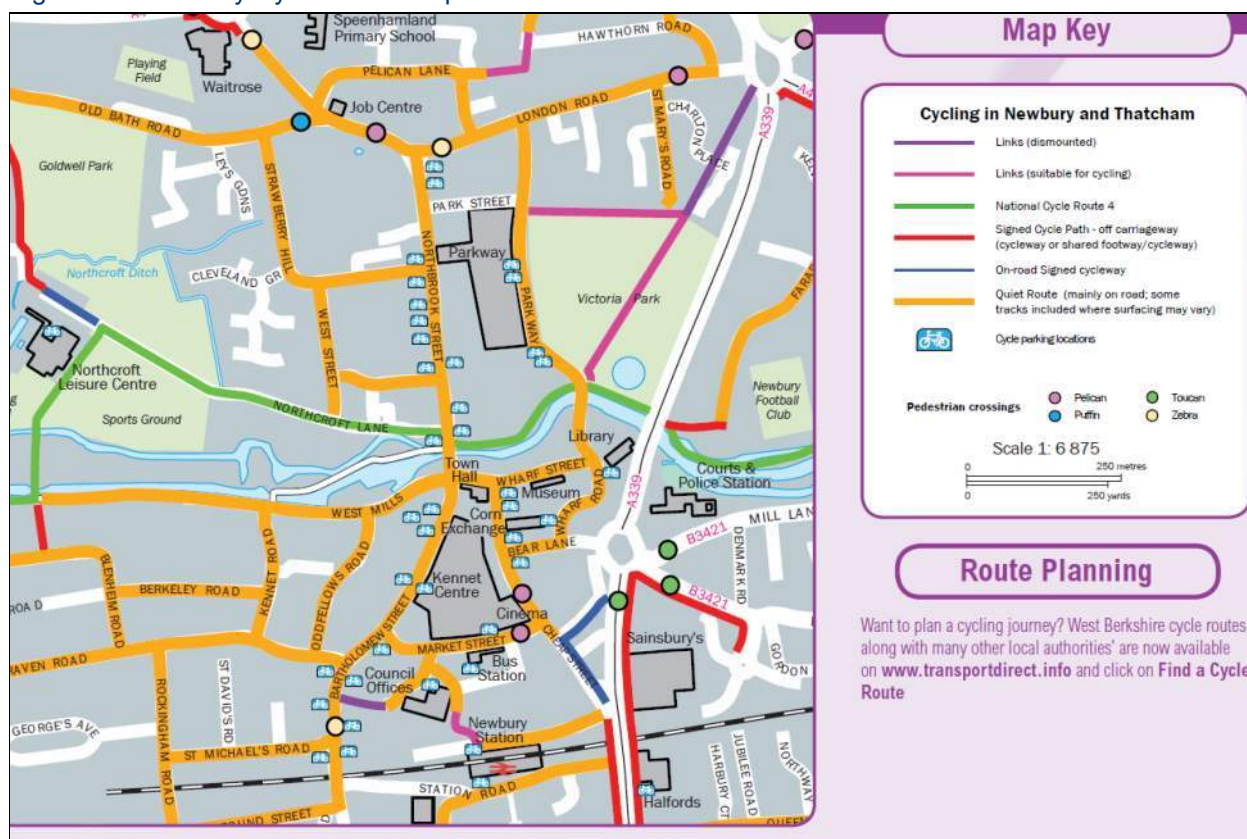 Speenhamland
Primary School
HAWTHORN ROAD
Map Key
Playing
Field
Waitrose
PELICAN LANE
Job Centre
OLD BATH ROAD
LONDON ROAD
ST MARY'S ROAD
CHARLTON
PLACE
A339
Goldwell Park
LEYS GDNS
STRAWBERRY HILL
PARK STREET
Parkway
NORTHBROOK STREET
Northcroft Ditch
CLEVELAND GR
WEST STREET
PARK WAY
Victoria Park
Northcroft
Leisure Centre
Sports Ground
NORTHCROFT LANE
Newbury
Football
Club
Library
Town
Hall
WHARF STREET
Museum
WHARF ROAD
A339
Courts &
Police Station
WEST MILLS
Corn
Exchange
BEAR LANE
B3421
MILL LAN
DENMARK RD
KENNET ROAD
BLENHEIM ROAD
BERKELEY ROAD
ODDFELLOWS ROAD
Kennet
Centre
Cinema
B3421
BARTHOLOMEW STREET
MARKET STREET
CHEAP STREET
Sainsbury's
Bus
Station
Council
Offices
RAVEN ROAD
ROCKINGHAM ROAD
ST DAVID'S RD
GEORGE'S AVE
ST MICHAEL'S ROAD
Newbury
Station
STATION ROAD
Halfords
HARBURY CT
JUBILEE ROAD
NORTHWAY
OUND STREET
Cycling in Newbury and Thatcham
Links (dismounted)
Links (suitable for cycling)
National Cycle Route 4
Signed Cycle Path - off carriageway
(cycleway or shared footway/cycleway)
On-road Signed cycleway
Quiet Route (mainly on road; some
tracks included where surfacing may vary)
Cycle parking locations
Pedestrian crossings
Pelican
Toucan
Puffin
Zebra
Scale 1: 6 875
0 250 metres
0 250 yards
Route Planning
Want to plan a cycling journey? West Berkshire cycle routes
along with many other local authorities' are now available
on www.transportdirect.info and click on Find a Cycle
Route